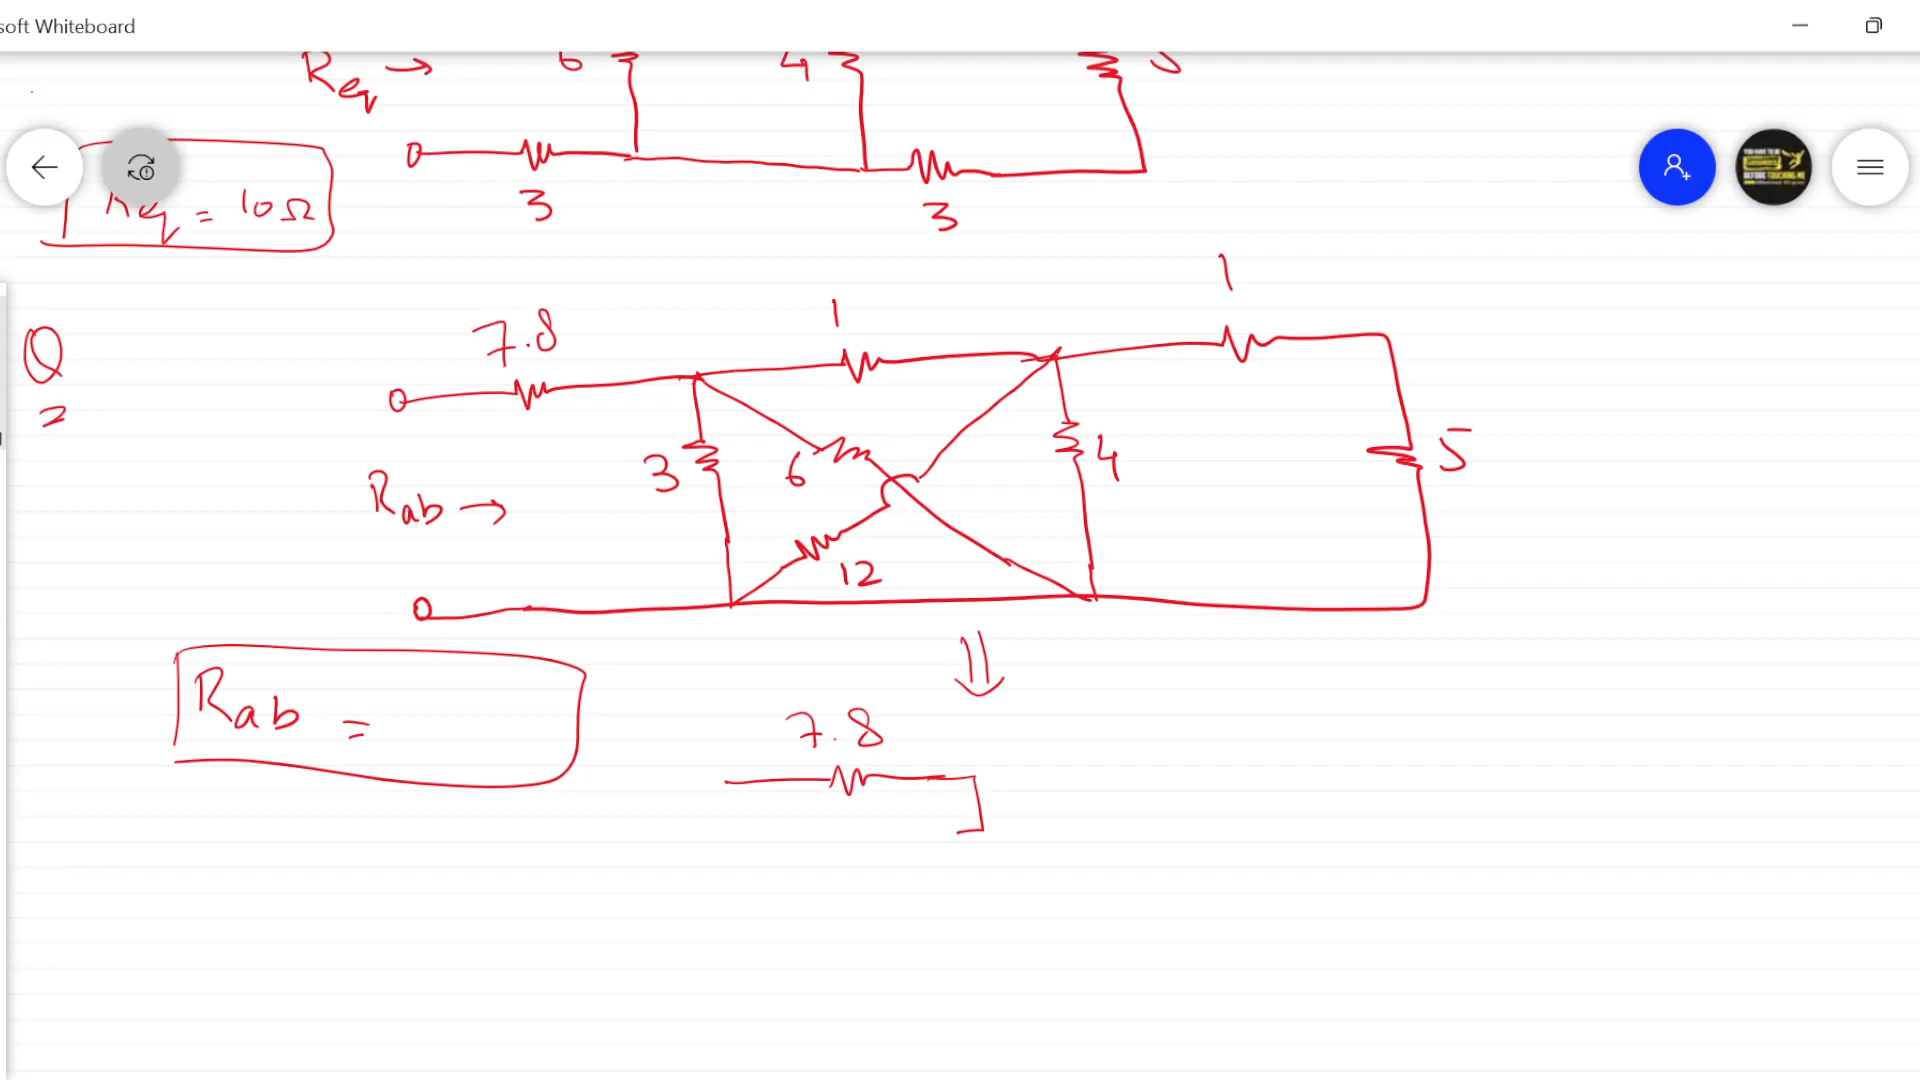 soft Whiteboard
Req → 6 4 5
3 3
Req = 10Ω
Q
2
7.8 1 1
3 6 4 5
Rab →
12
Rab =
7.8